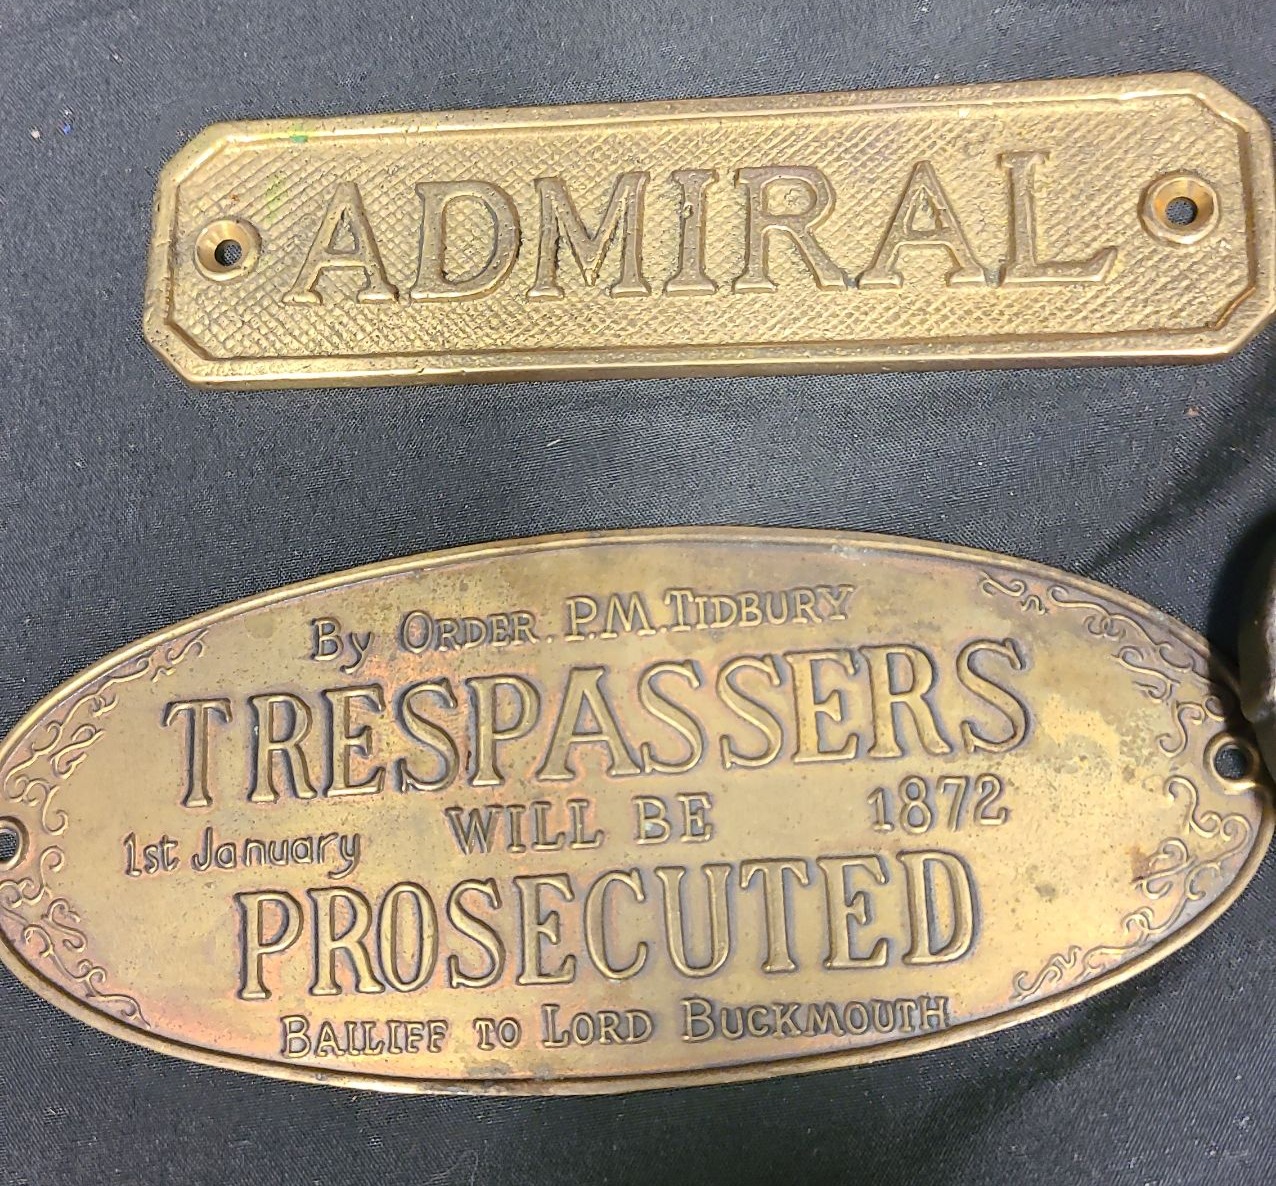 ADMIRAL
By ORDER. P.M. TIDBURY
TRESPASSERS
WILL BE 1872
1st January
PROSECUTED
BAILIFF TO LORD BUCKMOUTH